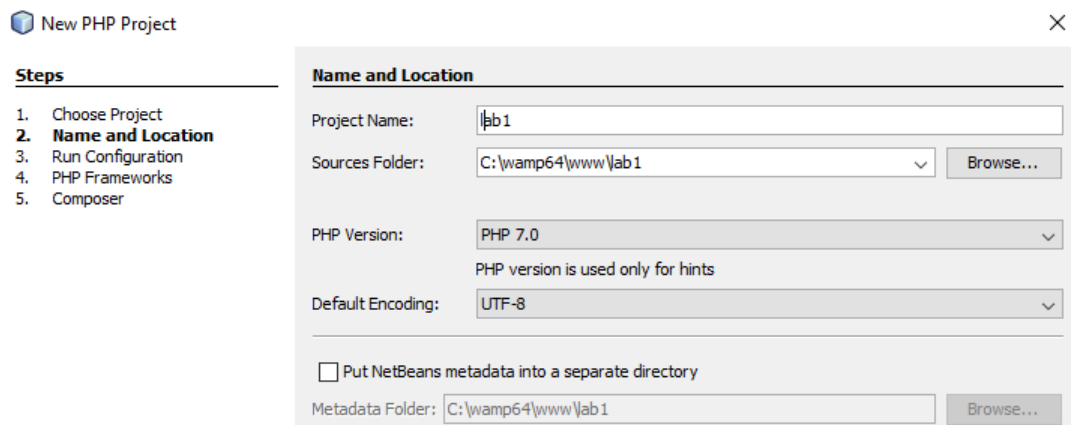 New PHP Project
Steps
1. Choose Project
2. Name and Location
3. Run Configuration
4. PHP Frameworks
5. Composer
Name and Location
Project Name: lab1
Sources Folder: C:\wamp64\www\lab1 Browse...
PHP Version: PHP 7.0
PHP version is used only for hints
Default Encoding: UTF-8
Put NetBeans metadata into a separate directory
Metadata Folder: C:\wamp64\www\lab1 Browse...